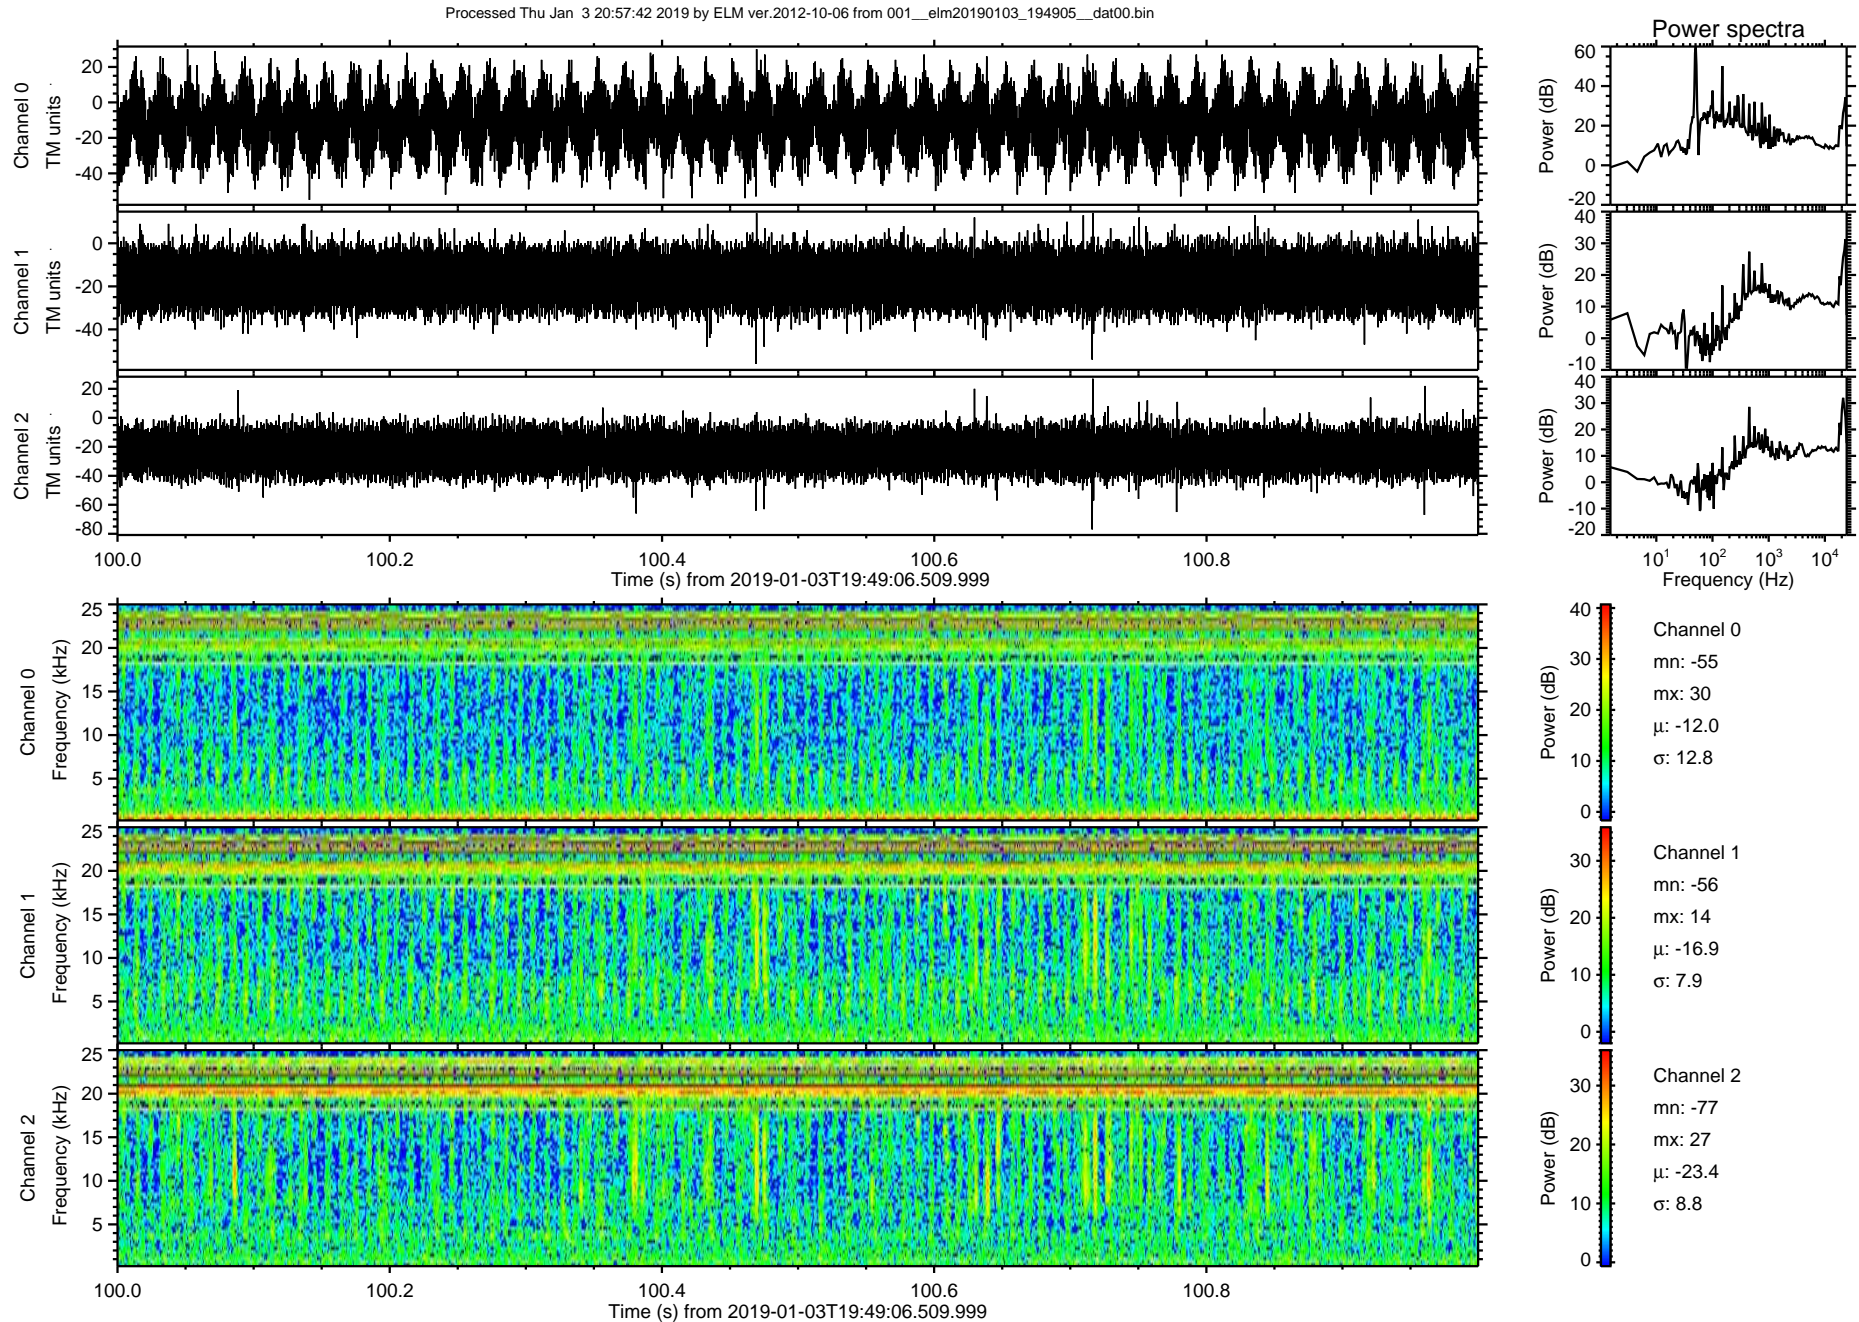 Processed Thu Jan  3 20:57:42 2019 by ELM ver.2012-10-06 from 001__elm20190103_194905__dat00.bin
Power spectra
Channel 0
TM units
20
0
-20
-40
Power (dB)
60
40
20
0
-20
Channel 1
TM units
0
-20
-40
Power (dB)
40
30
20
10
0
-10
Channel 2
TM units
20
0
-20
-40
-60
-80
Power (dB)
40
30
20
10
0
-10
-20
100.0
100.2
100.4
100.6
100.8
Time (s) from 2019-01-03T19:49:06.509.999
10¹
10²
10³
10⁴
Frequency (Hz)
Channel 0
Frequency (kHz)
25
20
15
10
5
Power (dB)
40
30
20
10
0
Channel 0
mn: -55
mx: 30
μ: -12.0
σ: 12.8
Channel 1
Frequency (kHz)
25
20
15
10
5
Power (dB)
30
20
10
0
Channel 1
mn: -56
mx: 14
μ: -16.9
σ: 7.9
Channel 2
Frequency (kHz)
25
20
15
10
5
Power (dB)
30
20
10
0
Channel 2
mn: -77
mx: 27
μ: -23.4
σ: 8.8
100.0
100.2
100.4
100.6
100.8
Time (s) from 2019-01-03T19:49:06.509.999